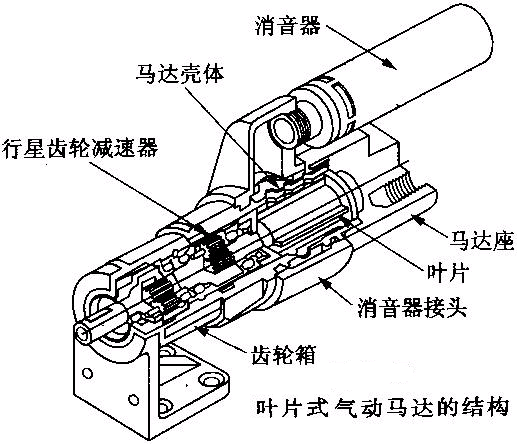 消音器
马达壳体
行星齿轮减速器
马达座
叶片
消音器接头
齿轮箱
叶片式气动马达的结构